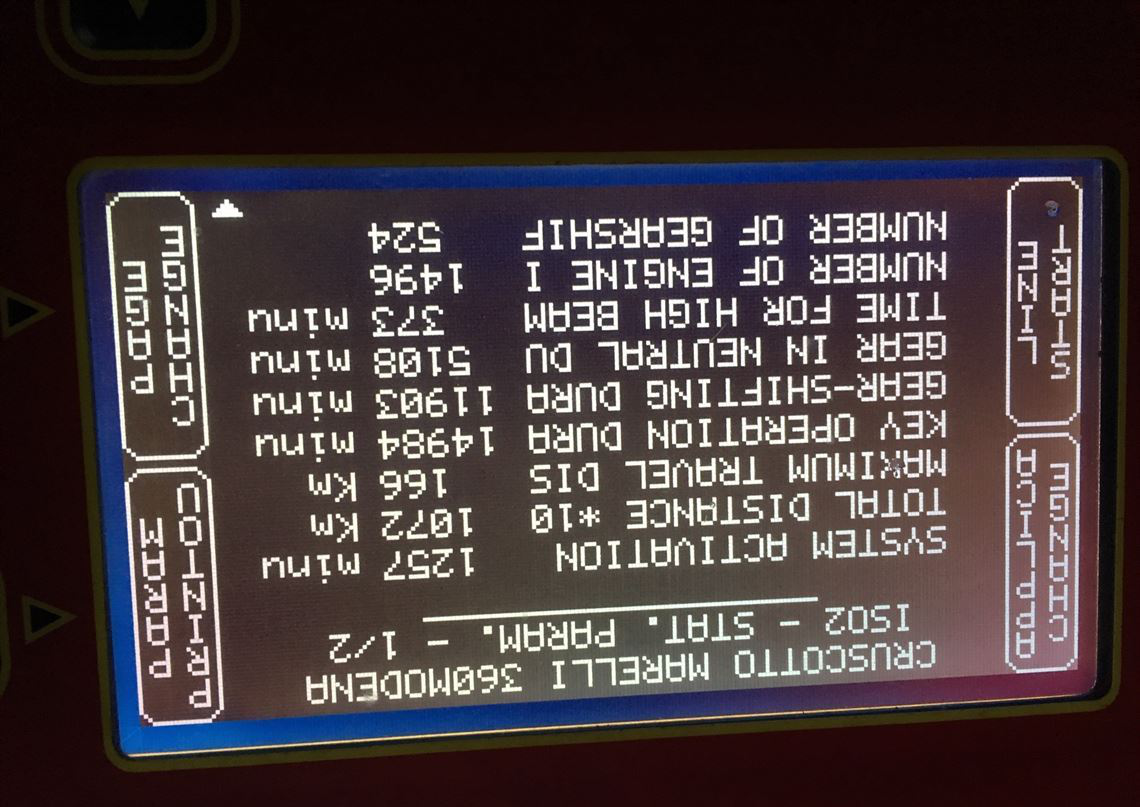 CRUSCOTTO MARELLI 360MODENA
ISO2 - STAT. PARAM. - 1/2
SYSTEM ACTIVATION 1257 minu
TOTAL DISTANCE *10 1072 Km
MAXIMUM TRAVEL DIS 166 Km
KEY OPERATION DURA 14984 minu
GEAR-SHIFTING DURA 11903 minu
GEAR IN NEUTRAL DU 5108 minu
TIME FOR HIGH BEAM 373 minu
NUMBER OF ENGINE I 1496
NUMBER OF GEARSHIF 524
CHANGE
APPLICA
START
LINE
PARAM
CHANGE
PAGE